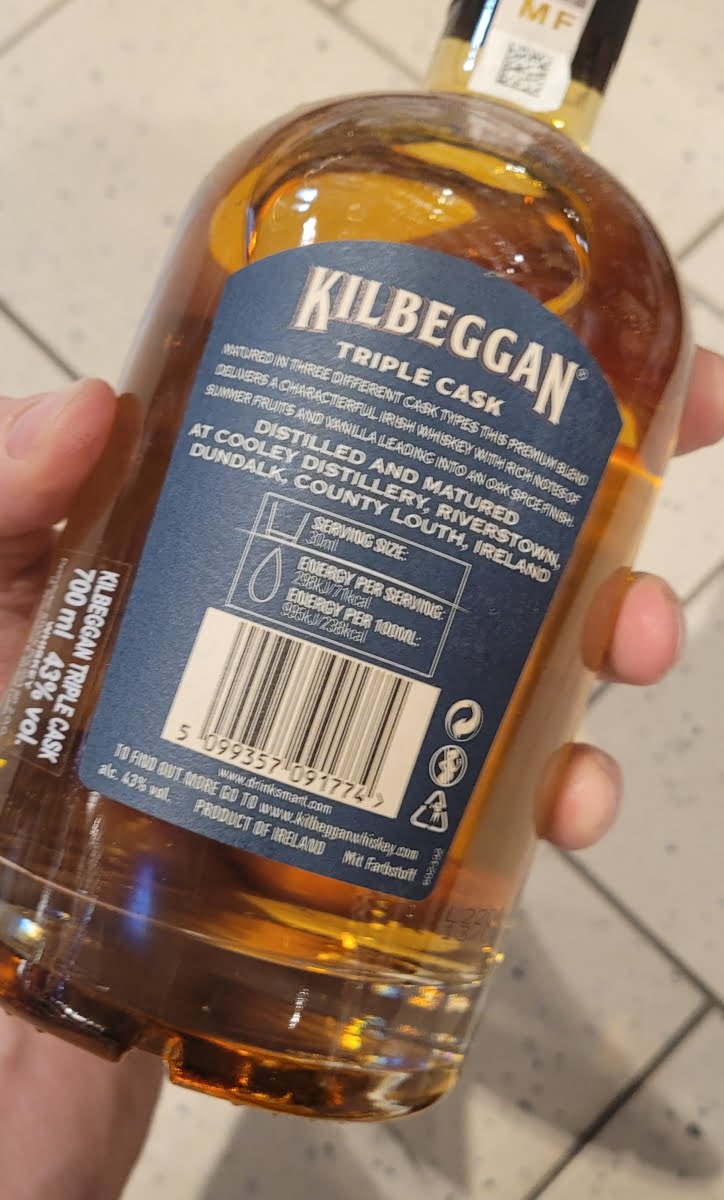 MF
KILBEGGAN®
TRIPLE CASK
MATURED IN THREE DIFFERENT CASK TYPES THIS PREMIUM BLEND
DELIVERS A CHARACTERFUL IRISH WHISKEY WITH RICH NOTES OF
SUMMER FRUITS AND VANILLA LEADING INTO AN OAK SPICE FINISH.
DISTILLED AND MATURED
AT COOLEY DISTILLERY, RIVERSTOWN,
DUNDALK, COUNTY LOUTH, IRELAND
SERVING SIZE:
30ml
ENERGY PER SERVING:
298kJ/71kcal
ENERGY PER 100ML:
995kJ/238kcal
5 099357 091774 >
www.drinksmart.com
TO FIND OUT MORE GO TO www.kilbegganwhiskey.com
alc. 43% vol.
PRODUCT OF IRELAND
Mit Farbstoff
KILBEGGAN TRIPLE CASK
700 ml 43% vol.